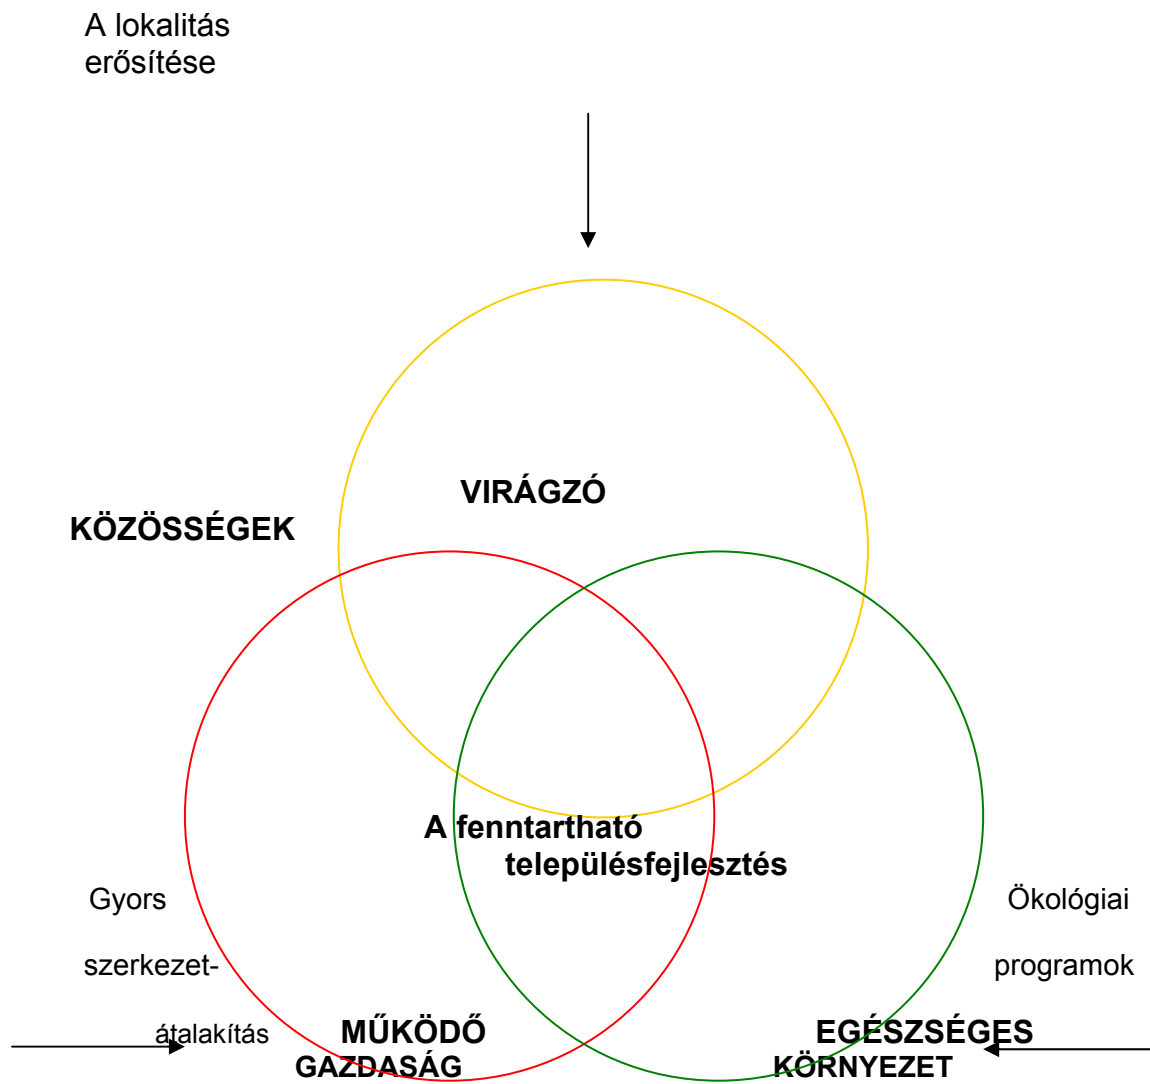 A lokalitás
erősítése
VIRÁGZÓ
KÖZÖSSÉGEK
A fenntartható
településfejlesztés
Gyors
szerkezet-
átalakítás
Ökológiai
programok
MŰKÖDŐ
GAZDASÁG
EGÉSZSÉGES
KÖRNYEZET